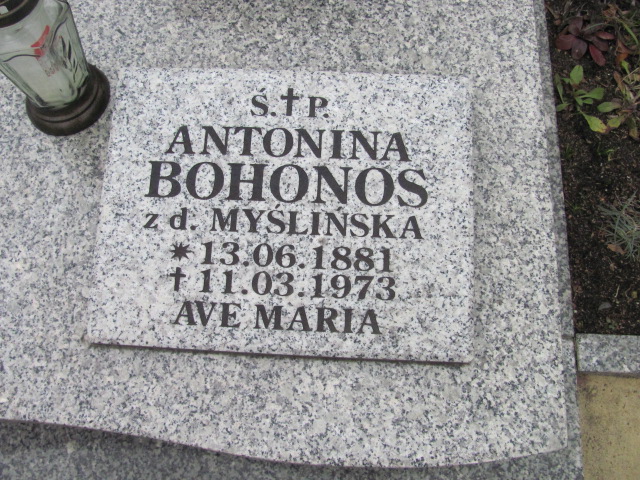 Ś.✝P.
ANTONINA
BOHONOS
z d. MYŚLIŃSKA
✷13.06.1881
✝11.03.1973
AVE MARIA